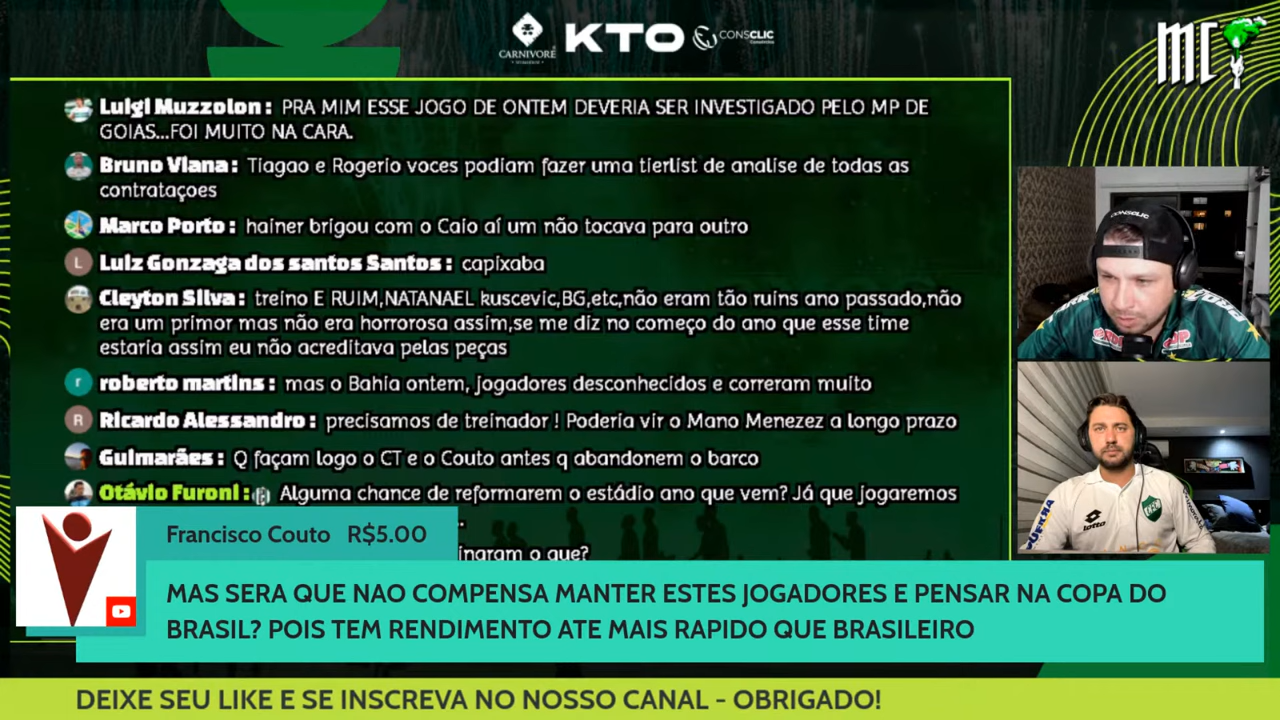 CARNIVORÊ
KTO
CONSCLIC
MC
Luigi Muzzolon : PRA MIM ESSE JOGO DE ONTEM DEVERIA SER INVESTIGADO PELO MP DE
GOIAS...FOI MUITO NA CARA.
Bruno Viana : Tiagao e Rogerio voces podiam fazer uma tierlist de analise de todas as
contrataçoes
Marco Porto : hainer brigou com o Caio aí um não tocava para outro
L Luiz Gonzaga dos santos Santos : capixaba
Cleyton Silva : treino E RUIM,NATANAEL kuscevic,BG,etc,não eram tão ruins ano passado,não
era um primor mas não era horrorosa assim,se me diz no começo do ano que esse time
estaria assim eu não acreditava pelas peças
r roberto martins : mas o Bahia ontem, jogadores desconhecidos e correram muito
R Ricardo Alessandro : precisamos de treinador ! Poderia vir o Mano Menezez a longo prazo
Guimarães : Q façam logo o CT e o Couto antes q abandonem o barco
Otávio Furoni : Alguma chance de reformarem o estádio ano que vem? Já que jogaremos
inaram o que?
Francisco Couto R$5.00
MAS SERA QUE NAO COMPENSA MANTER ESTES JOGADORES E PENSAR NA COPA DO
BRASIL? POIS TEM RENDIMENTO ATE MAIS RAPIDO QUE BRASILEIRO
DEIXE SEU LIKE E SE INSCREVA NO NOSSO CANAL - OBRIGADO!
CONSCLIC
lotto